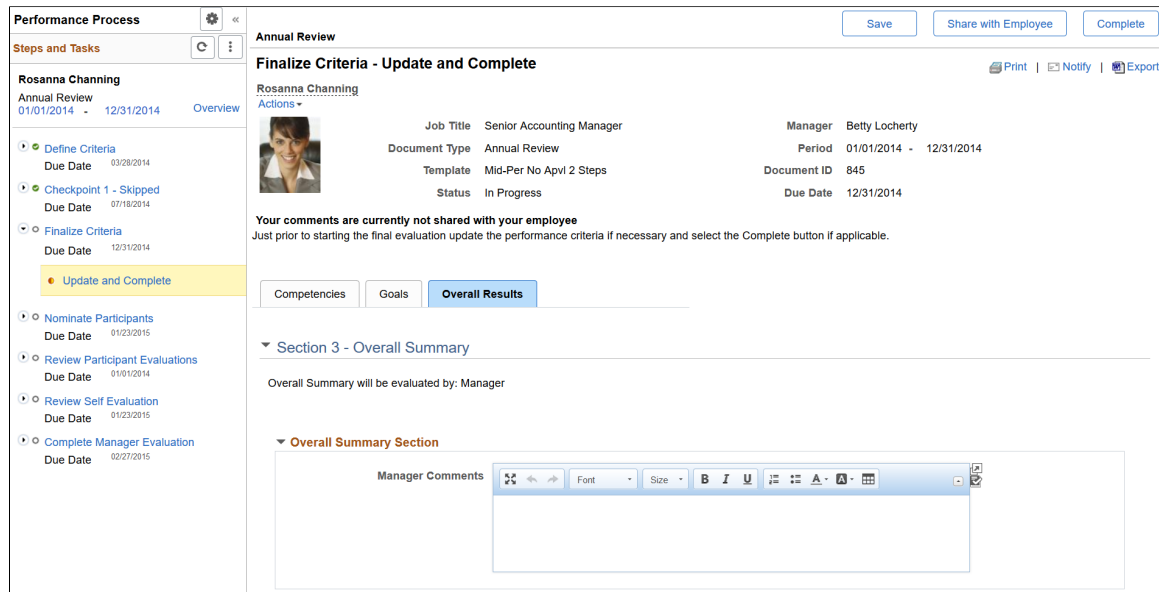 Performance Process «
Steps and Tasks
Rosanna Channing
Annual Review
01/01/2014 - 12/31/2014 Overview
Define Criteria
Due Date 03/28/2014
Checkpoint 1 - Skipped
Due Date 07/18/2014
Finalize Criteria
Due Date 12/31/2014
Update and Complete
Nominate Participants
Due Date 01/23/2015
Review Participant Evaluations
Due Date 01/01/2014
Review Self Evaluation
Due Date 01/23/2015
Complete Manager Evaluation
Due Date 02/27/2015
Save Share with Employee Complete
Annual Review
Finalize Criteria - Update and Complete
Print | Notify | Export
Rosanna Channing
Actions
Job Title Senior Accounting Manager Manager Betty Locherty
Document Type Annual Review Period 01/01/2014 - 12/31/2014
Template Mid-Per No Apvl 2 Steps Document ID 845
Status In Progress Due Date 12/31/2014
Your comments are currently not shared with your employee
Just prior to starting the final evaluation update the performance criteria if necessary and select the Complete button if applicable.
Competencies Goals Overall Results
Section 3 - Overall Summary
Overall Summary will be evaluated by: Manager
Overall Summary Section
Manager Comments Font Size B I U A A